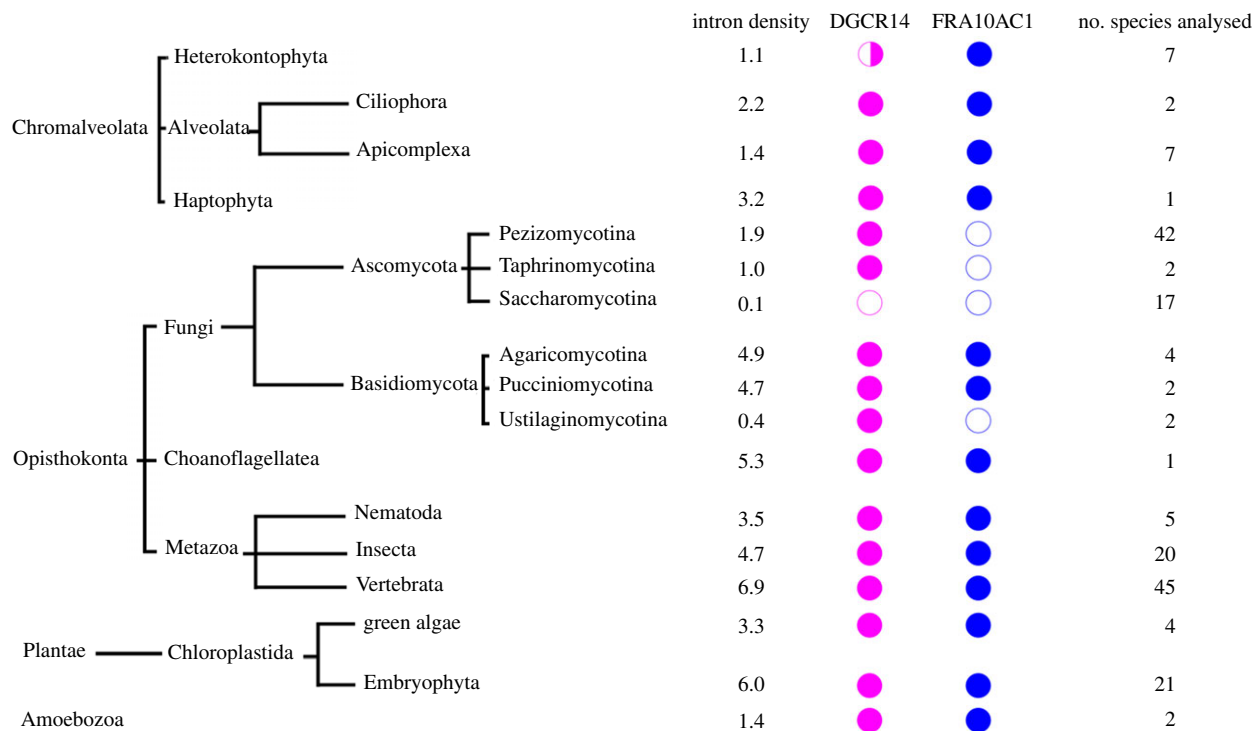 intron density DGCR14 FRA10AC1 no. species analysed
Heterokontophyta 1.1 7
Ciliophora 2.2 2
Chromalveolata Alveolata
Apicomplexa 1.4 7
Haptophyta 3.2 1
Pezizomycotina 1.9 42
Ascomycota Taphrinomycotina 1.0 2
Saccharomycotina 0.1 17
Fungi
Agaricomycotina 4.9 4
Basidiomycota Pucciniomycotina 4.7 2
Ustilaginomycotina 0.4 2
Opisthokonta Choanoflagellatea 5.3 1
Nematoda 3.5 5
Metazoa Insecta 4.7 20
Vertebrata 6.9 45
green algae 3.3 4
Plantae Chloroplastida
Embryophyta 6.0 21
Amoebozoa 1.4 2